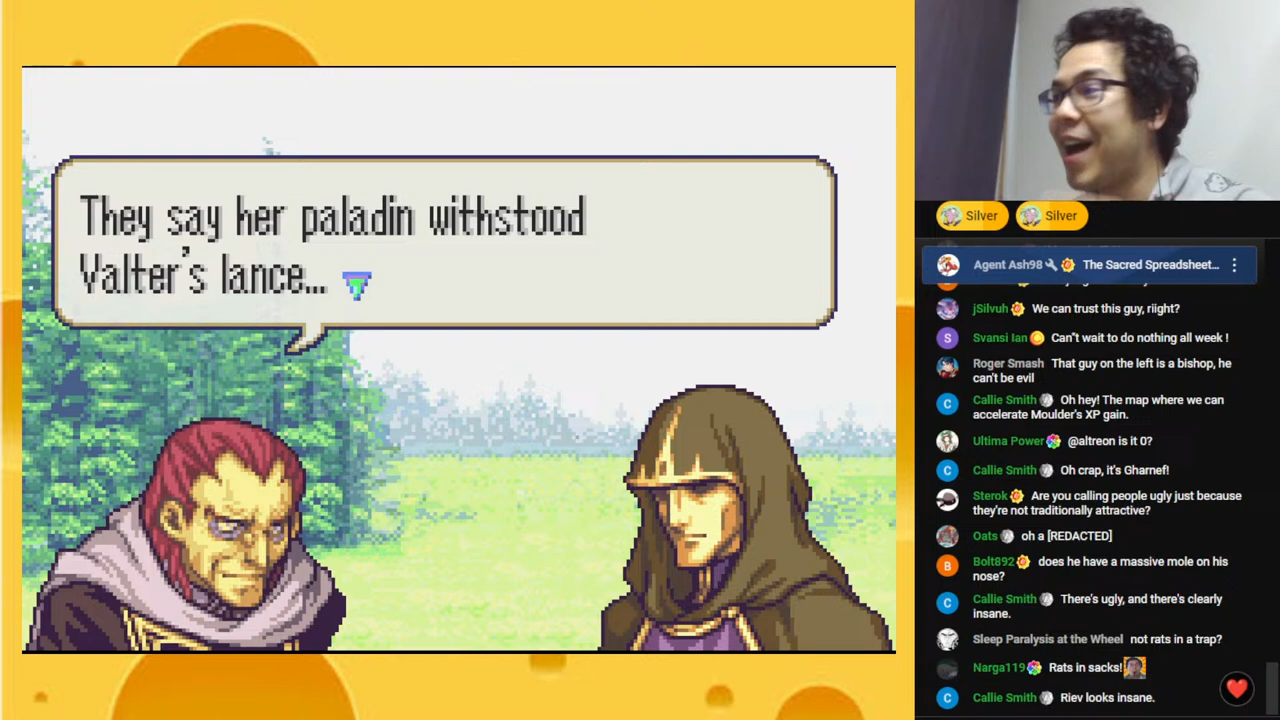 They say her paladin withstood
Valter's lance...
Silver
Silver
Agent Ash98 The Sacred Spreadsheet...
jSilvuh We can trust this guy, riight?
Svansi Ian Can"t wait to do nothing all week !
Roger Smash That guy on the left is a bishop, he
can't be evil
Callie Smith Oh hey! The map where we can
accelerate Moulder's XP gain.
Ultima Power @altreon is it 0?
Callie Smith Oh crap, it's Gharnef!
Sterok Are you calling people ugly just because
they're not traditionally attractive?
Oats oh a [REDACTED]
Bolt892 does he have a massive mole on his
nose?
Callie Smith There's ugly, and there's clearly
insane.
Sleep Paralysis at the Wheel not rats in a trap?
Narga119 Rats in sacks!
Callie Smith Riev looks insane.